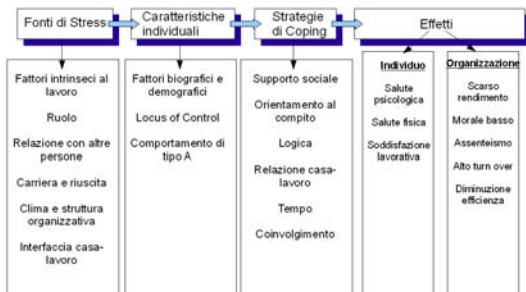 Fonti di Stress
Caratteristiche
individuali
Strategie
di Coping
Effetti
Fattori intrinseci al
lavoro
Ruolo
Relazione con altre
persone
Carriera e riuscita
Clima e struttura
organizzativa
Interfaccia casa-
lavoro
Fattori biografici e
demografici
Locus of Control
Comportamento di
tipo A
Supporto sociale
Orientamento al
compito
Logica
Relazione casa-
lavoro
Tempo
Coinvolgimento
Individuo
Salute
psicologica
Salute fisica
Soddisfazione
lavorativa
Organizzazione
Scarso
rendimento
Morale basso
Assenteismo
Alto turn over
Diminuzione
efficienza